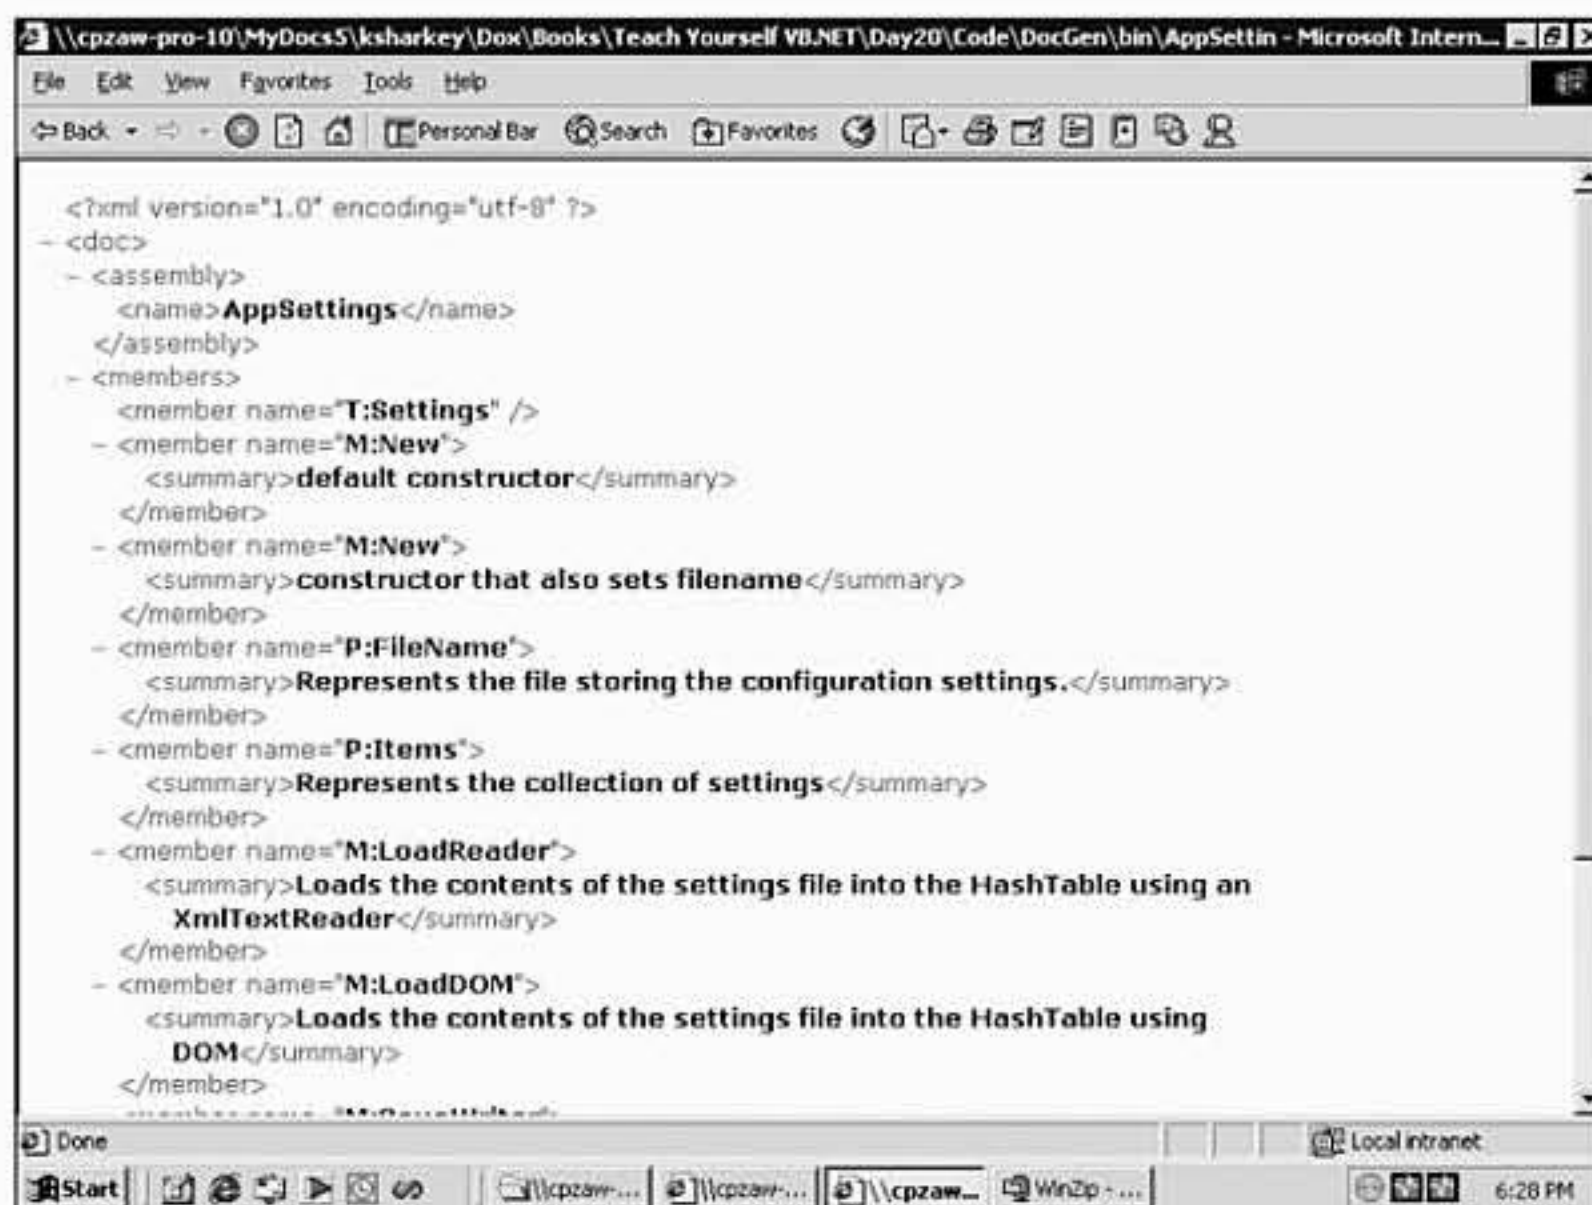 \\cpzaw-pro-10\MyDocs5\ksharkey\Dox\Books\Teach Yourself VB.NET\Day20\Code\DocGen\bin\AppSettin - Microsoft Intern...
File Edit View Favorites Tools Help
Back Personal Bar Search Favorites
<?xml version="1.0" encoding="utf-8" ?>
- <doc>
- <assembly>
<name>AppSettings</name>
</assembly>
- <members>
<member name="T:Settings" />
- <member name="M:New">
<summary>default constructor</summary>
</member>
- <member name="M:New">
<summary>constructor that also sets filename</summary>
</member>
- <member name="P:FileName">
<summary>Represents the file storing the configuration settings.</summary>
</member>
- <member name="P:Items">
<summary>Represents the collection of settings</summary>
</member>
- <member name="M:LoadReader">
<summary>Loads the contents of the settings file into the HashTable using an
XmlTextReader</summary>
</member>
- <member name="M:LoadDOM">
<summary>Loads the contents of the settings file into the HashTable using
DOM</summary>
</member>
Done Local intranet
Start \\cpzaw-... \\cpzaw-... \\cpzaw... WinZip - ... 6:28 PM